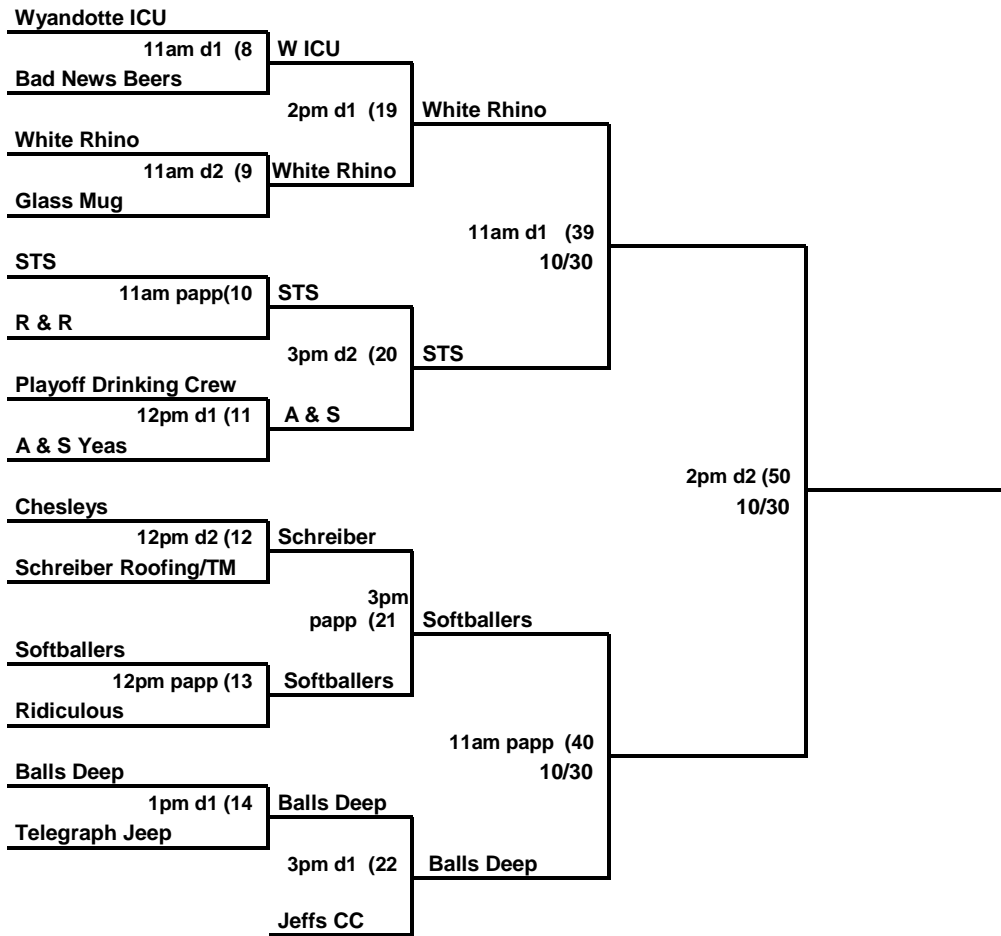 Wyandotte ICU
11am d1  (8
W ICU
Bad News Beers
2pm d1  (19
White Rhino
White Rhino
11am d2  (9
White Rhino
Glass Mug
11am d1   (39
10/30
STS
11am papp(10
STS
R & R
3pm d2  (20
STS
Playoff Drinking Crew
12pm d1 (11
A & S
A & S Yeas
2pm d2 (50
10/30
Chesleys
12pm d2 (12
Schreiber
Schreiber Roofing/TM
3pm
papp  (21
Softballers
Softballers
12pm papp (13
Softballers
Ridiculous
11am papp  (40
10/30
Balls Deep
1pm d1 (14
Balls Deep
Telegraph Jeep
3pm d1  (22
Balls Deep
Jeffs CC